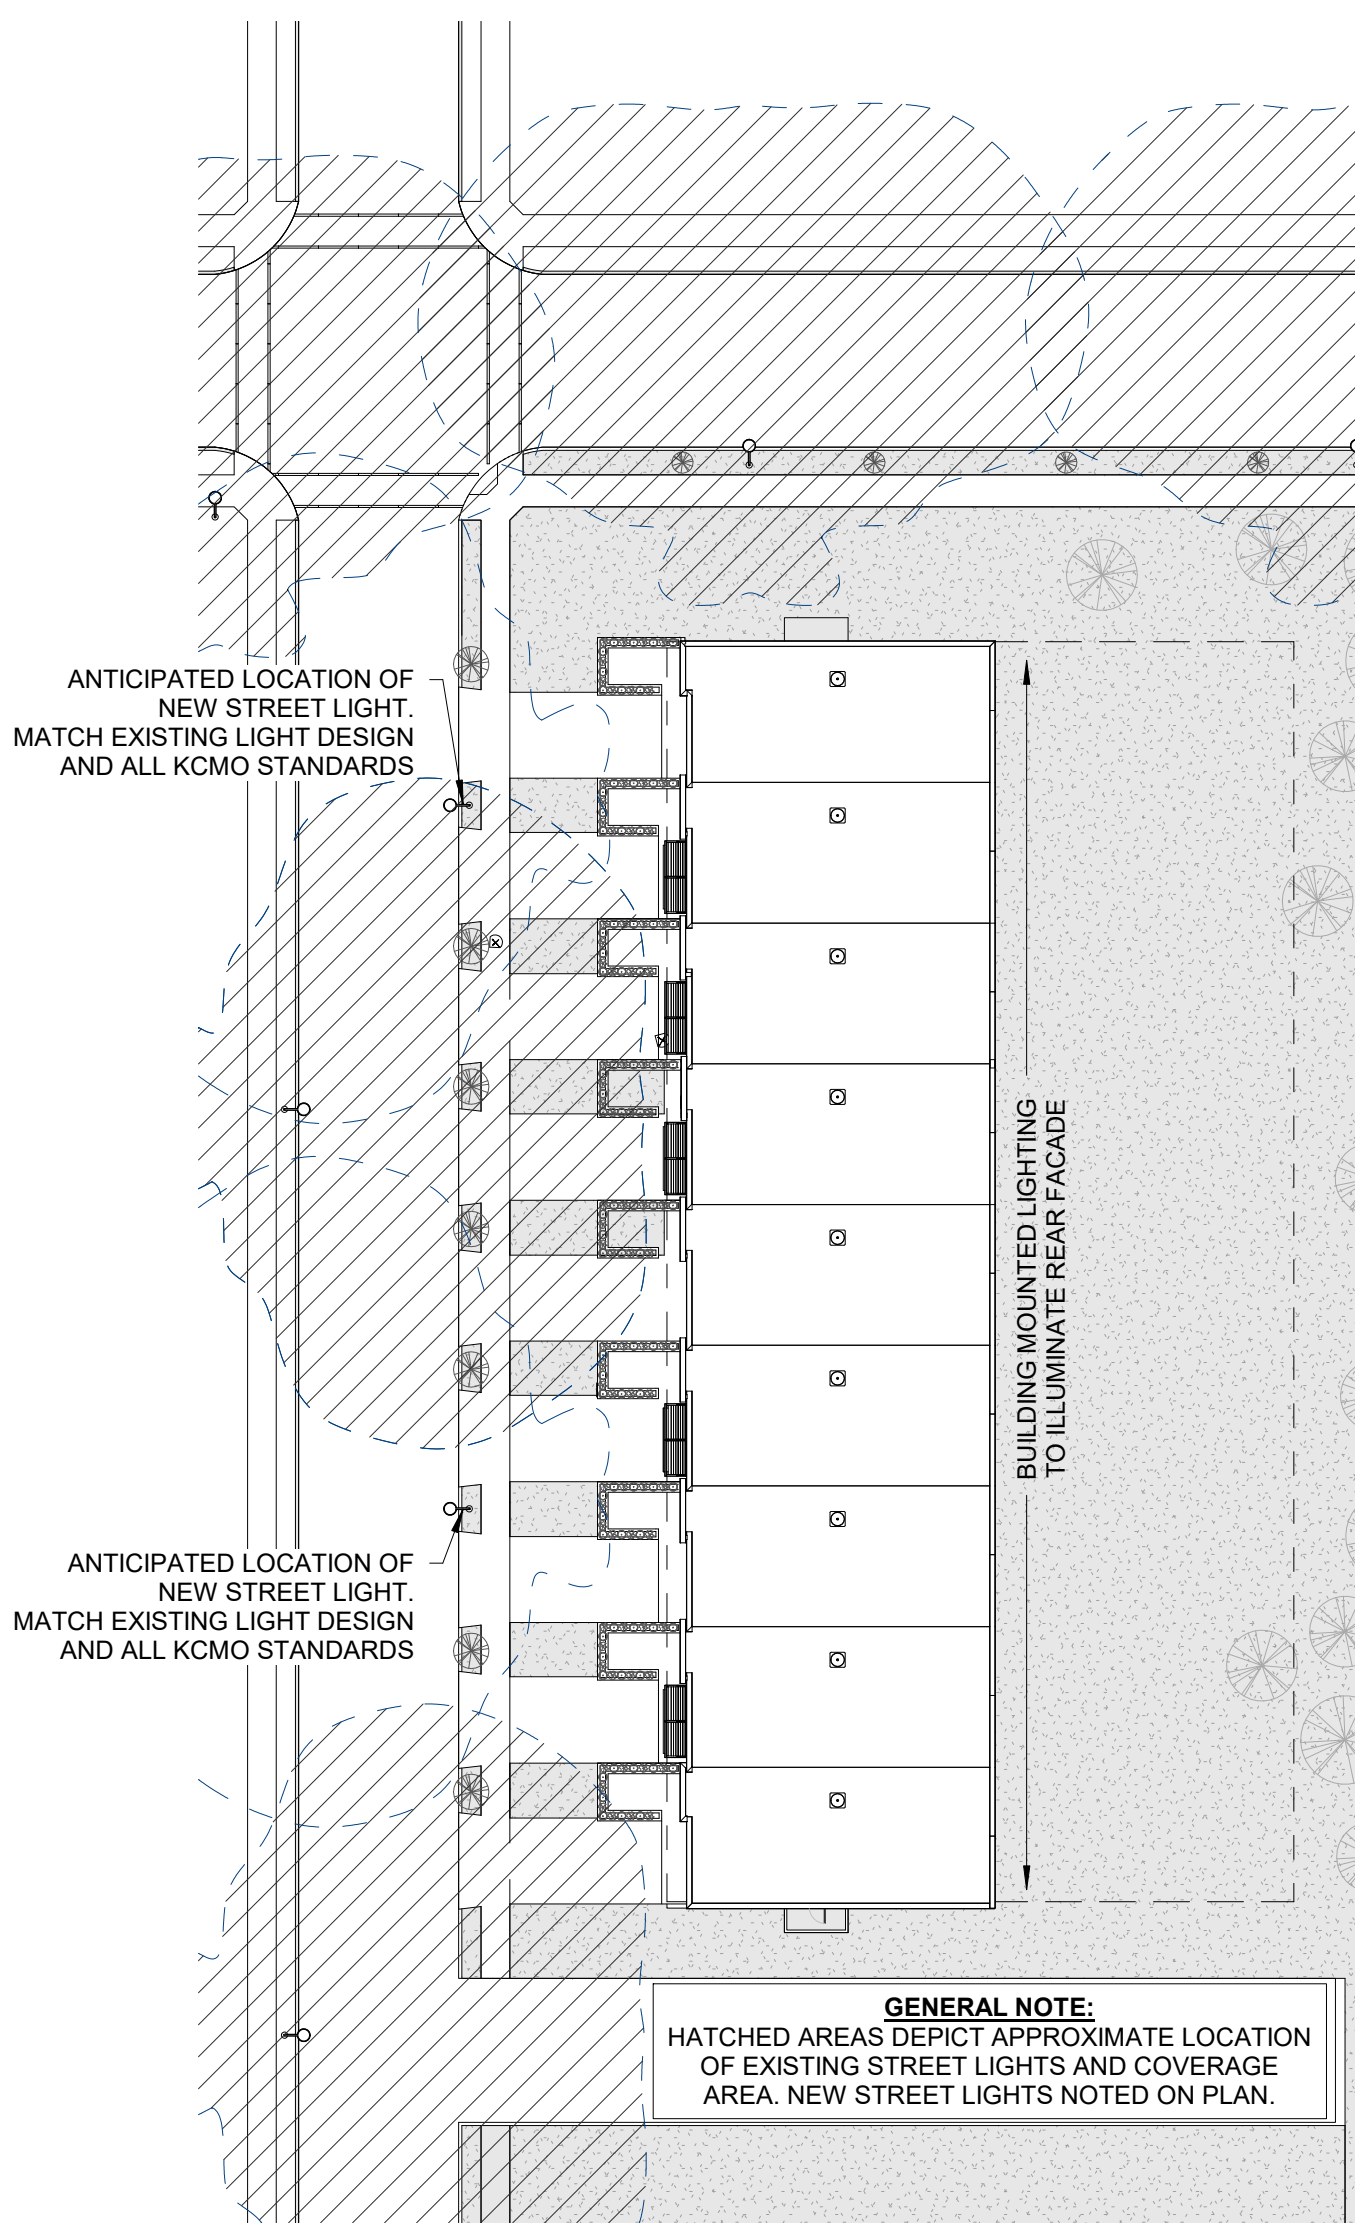 ANTICIPATED LOCATION OF
NEW STREET LIGHT.
MATCH EXISTING LIGHT DESIGN
AND ALL KCMO STANDARDS
BUILDING MOUNTED LIGHTING
TO ILLUMINATE REAR FACADE
ANTICIPATED LOCATION OF
NEW STREET LIGHT.
MATCH EXISTING LIGHT DESIGN
AND ALL KCMO STANDARDS
GENERAL NOTE:
HATCHED AREAS DEPICT APPROXIMATE LOCATION
OF EXISTING STREET LIGHTS AND COVERAGE
AREA. NEW STREET LIGHTS NOTED ON PLAN.